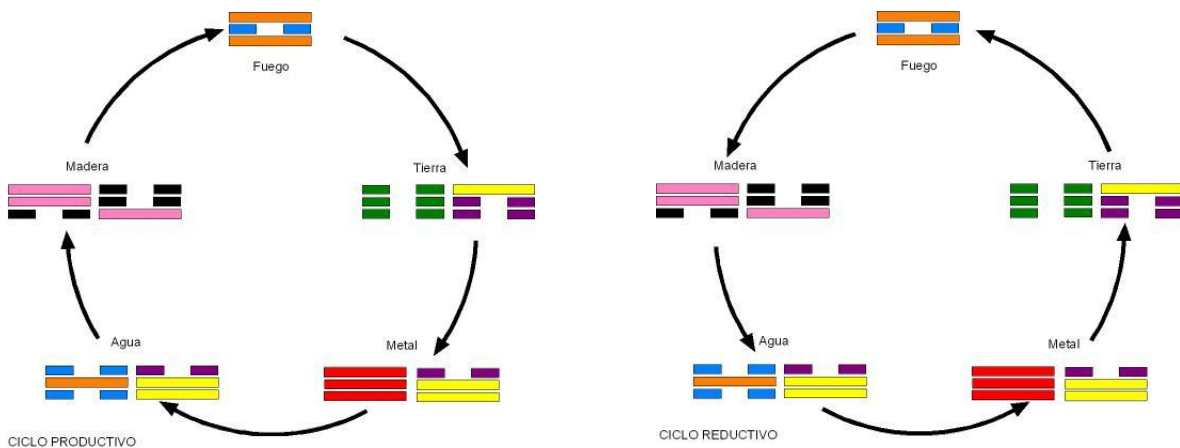 Fuego
Madera
Tierra
Agua
Metal
CICLO PRODUCTIVO
Fuego
Madera
Tierra
Agua
Metal
CICLO REDUCTIVO